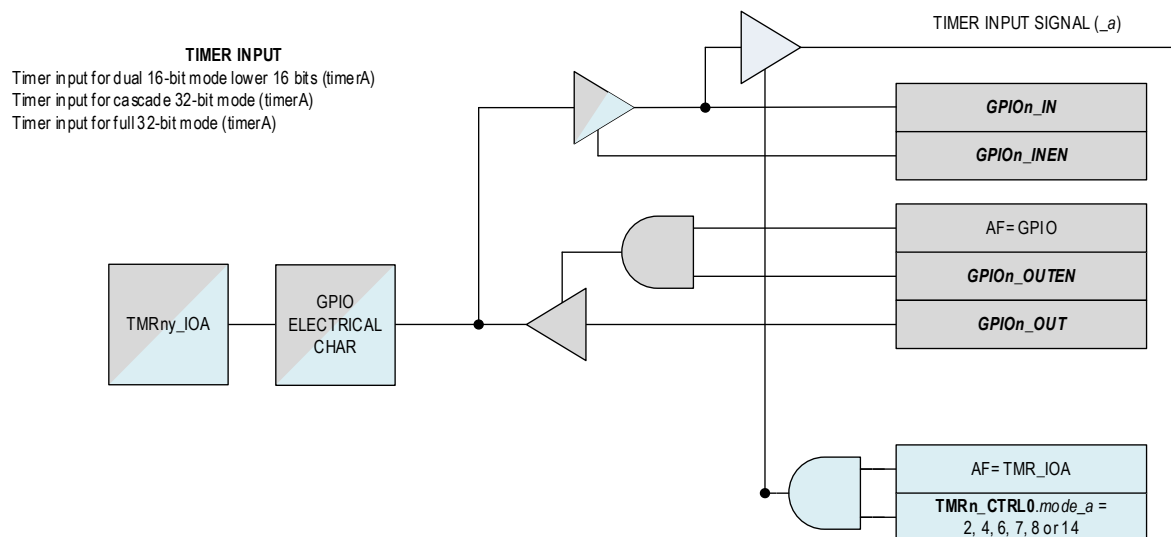 TIMER INPUT SIGNAL (_a)
TIMER INPUT
Timer input for dual 16-bit mode lower 16 bits (timerA)
Timer input for cascade 32-bit mode (timerA)
Timer input for full 32-bit mode (timerA)
GPIOn_IN
GPIOn_INEN
AF= GPIO
GPIOn_OUTEN
GPIOn_OUT
TMRny_IOA
GPIO
ELECTRICAL
CHAR
AF= TMR_IOA
TMRn_CTRL0.mode_a =
2, 4, 6, 7, 8 or 14